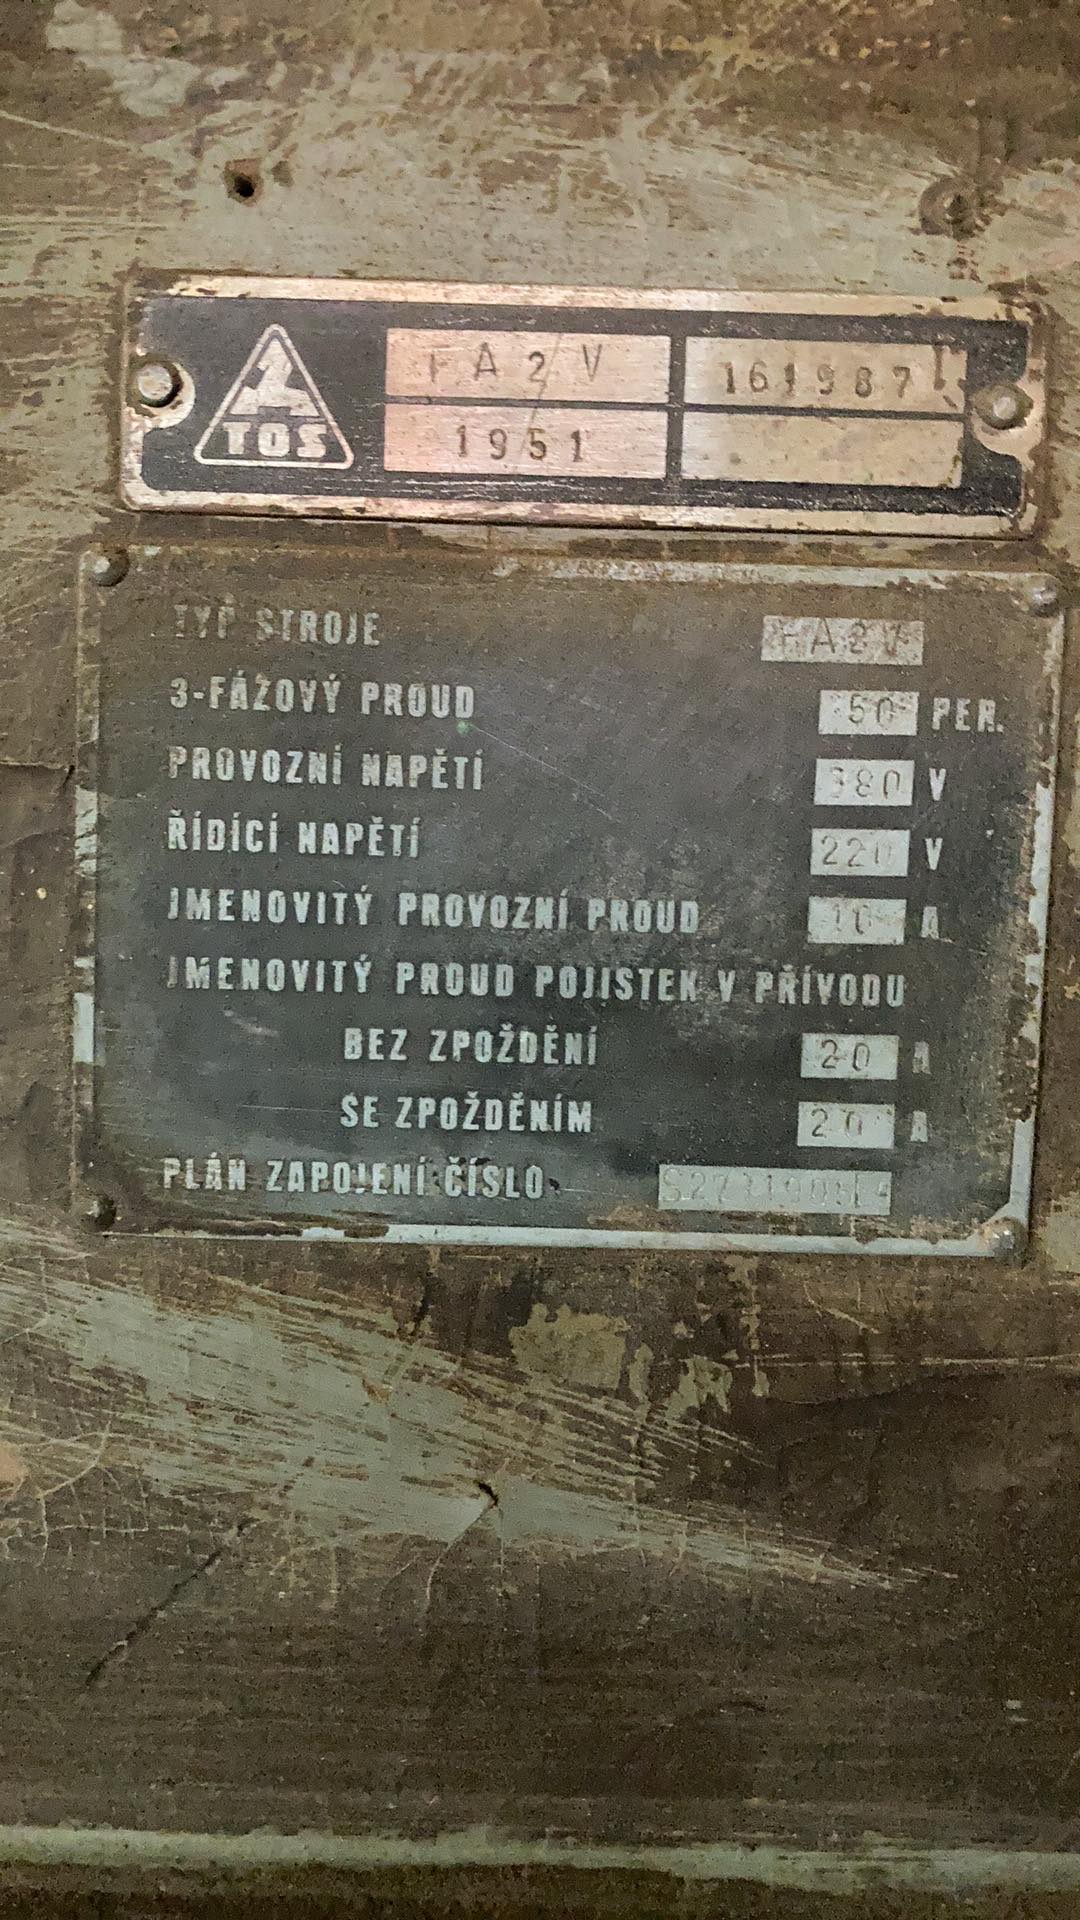 TOS
FA2V
161987
1951
TYP STROJE FA2V
3-FÁZOVÝ PROUD 50 PER.
PROVOZNÍ NAPĚTÍ 380 V
ŘÍDÍCÍ NAPĚTÍ 220 V
JMENOVITÝ PROVOZNÍ PROUD 10 A
JMENOVITÝ PROUD POJISTEK V PŘÍVODU
BEZ ZPOŽDĚNÍ 20 A
SE ZPOŽDĚNÍM 20 A
PLÁN ZAPOJENÍ ČÍSLO